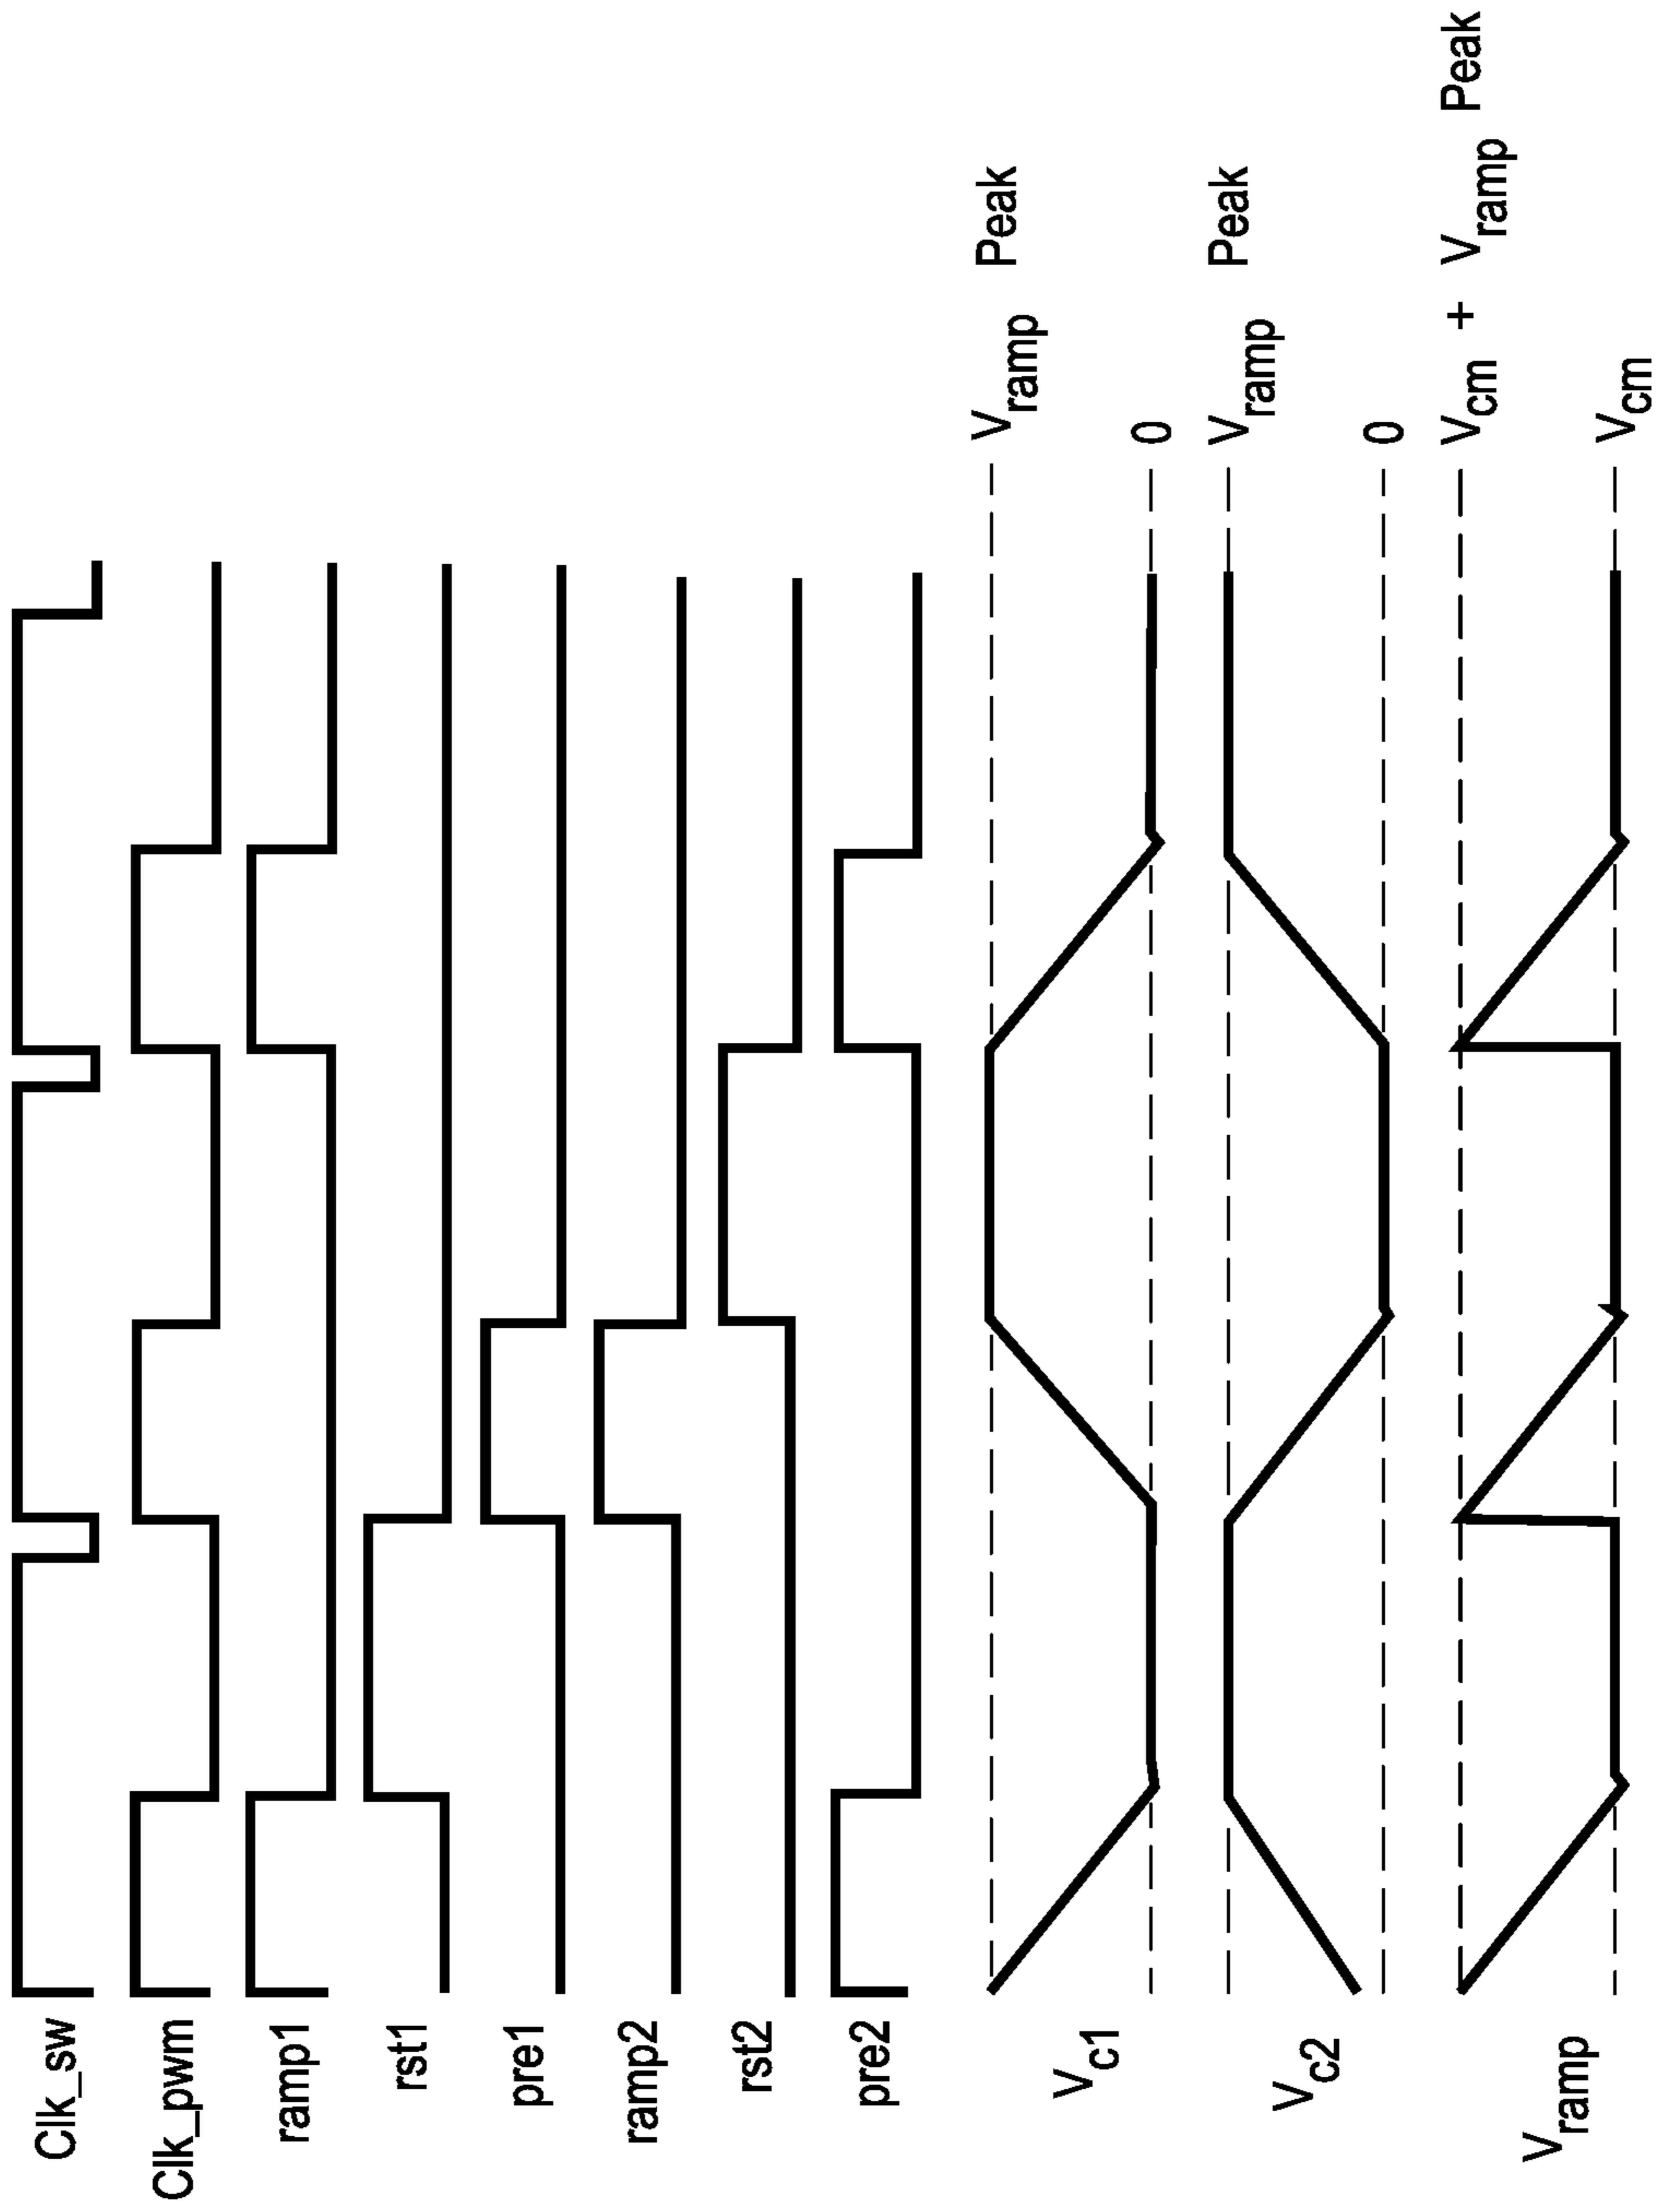 Clk_sw
Clk_pwm
ramp1
rst1
pre1
ramp2
rst2
pre2
Vc1
Vramp Peak
0
Vc2
Vramp Peak
0
Vramp
Vcm + Vramp Peak
Vcm